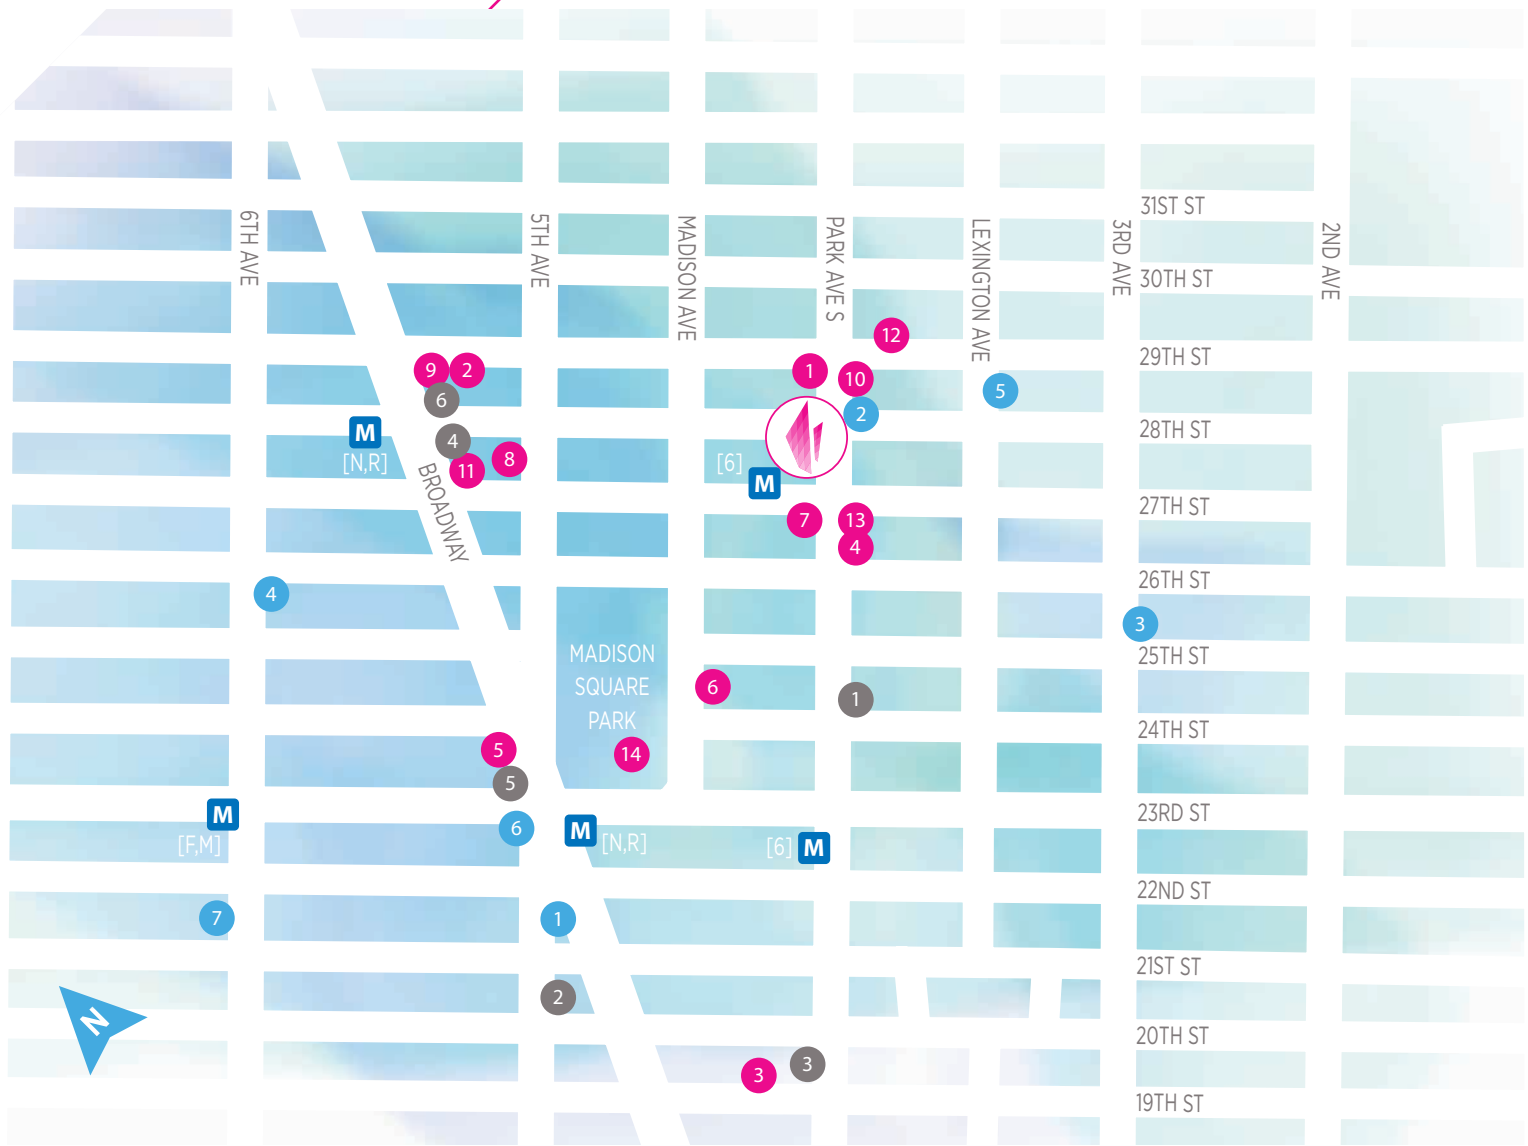 31ST ST
6TH AVE
5TH AVE
MADISON AVE
PARK AVE S
LEXINGTON AVE
3RD AVE
2ND AVE
30TH ST
12
29TH ST
9
2
1
10
5
6
2
28TH ST
M
[N,R]
4
11
8
[6]
M
BROADWAY
27TH ST
7
13
4
26TH ST
4
3
MADISON
SQUARE
PARK
25TH ST
6
1
24TH ST
5
14
5
23RD ST
M
[F,M]
6
M
[N,R]
[6]
M
22ND ST
7
1
21ST ST
2
N
20TH ST
3
3
19TH ST